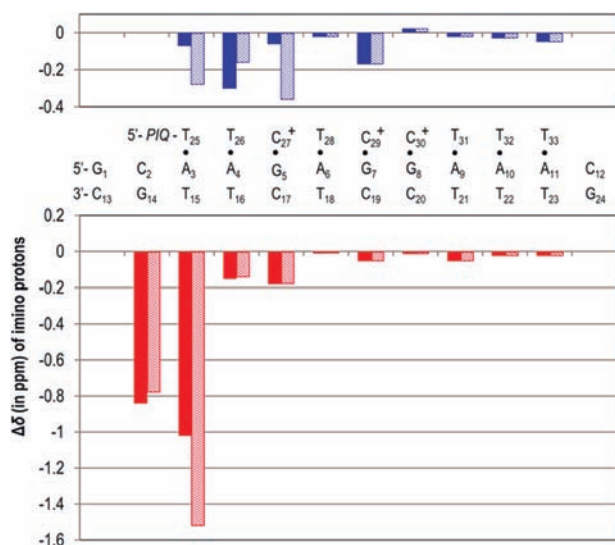 0
-0.2
-0.4
5'- PIQ - T25 T26 C27+ T28 C29+ C30+ T31 T32 T33
• • • • • • • • •
5'- G1 C2 A3 A4 G5 A6 G7 G8 A9 A10 A11 C12
3'- C13 G14 T15 T16 C17 T18 C19 C20 T21 T22 T23 G24
0.2
0
-0.2
-0.4
-0.6
-0.8
-1
-1.2
-1.4
-1.6
Δδ (in ppm) of imino protons